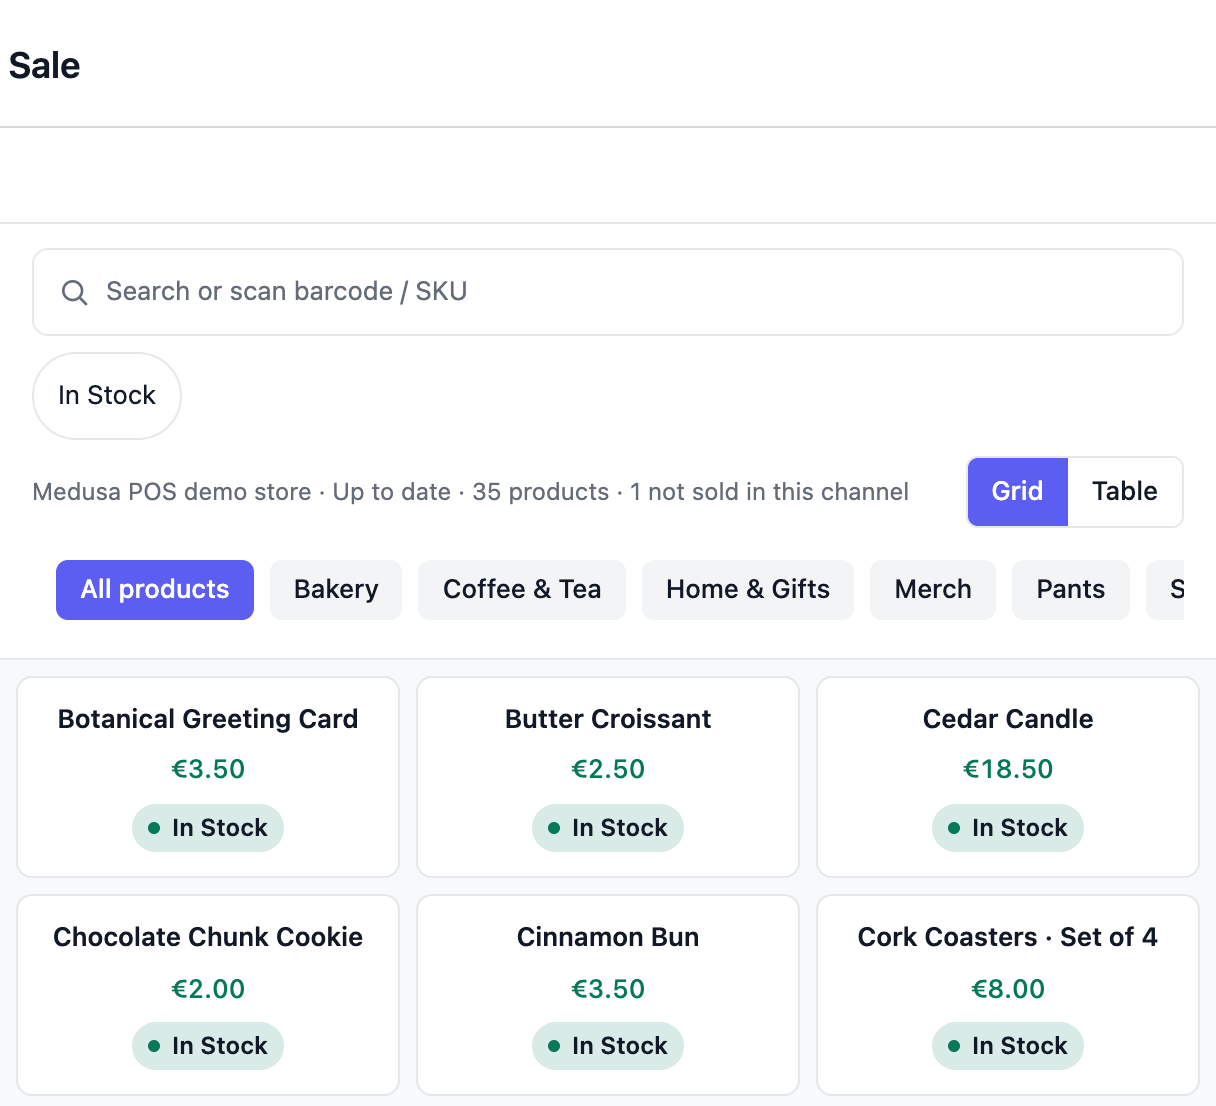 Sale
Search or scan barcode / SKU
In Stock
Medusa POS demo store · Up to date · 35 products · 1 not sold in this channel
Grid Table
All products Bakery Coffee & Tea Home & Gifts Merch Pants S
Botanical Greeting Card Butter Croissant Cedar Candle
€3.50 €2.50 €18.50
In Stock In Stock In Stock
Chocolate Chunk Cookie Cinnamon Bun Cork Coasters · Set of 4
€2.00 €3.50 €8.00
In Stock In Stock In Stock